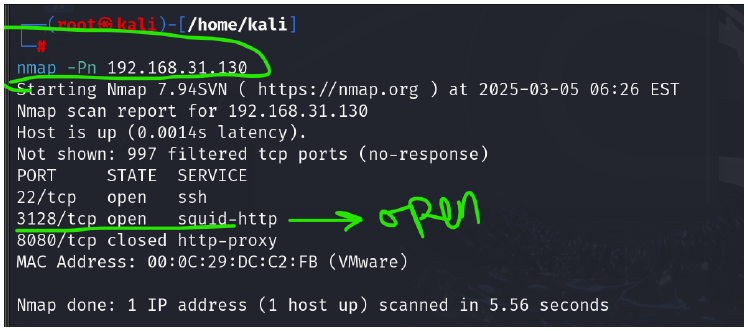 ┌──(root㉿kali)-[/home/kali]
└─#
nmap -Pn 192.168.31.130
Starting Nmap 7.94SVN ( https://nmap.org ) at 2025-03-05 06:26 EST
Nmap scan report for 192.168.31.130
Host is up (0.0014s latency).
Not shown: 997 filtered tcp ports (no-response)
PORT     STATE  SERVICE
22/tcp   open   ssh
3128/tcp open   squid-http → open
8080/tcp closed http-proxy
MAC Address: 00:0C:29:DC:C2:FB (VMware)
Nmap done: 1 IP address (1 host up) scanned in 5.56 seconds